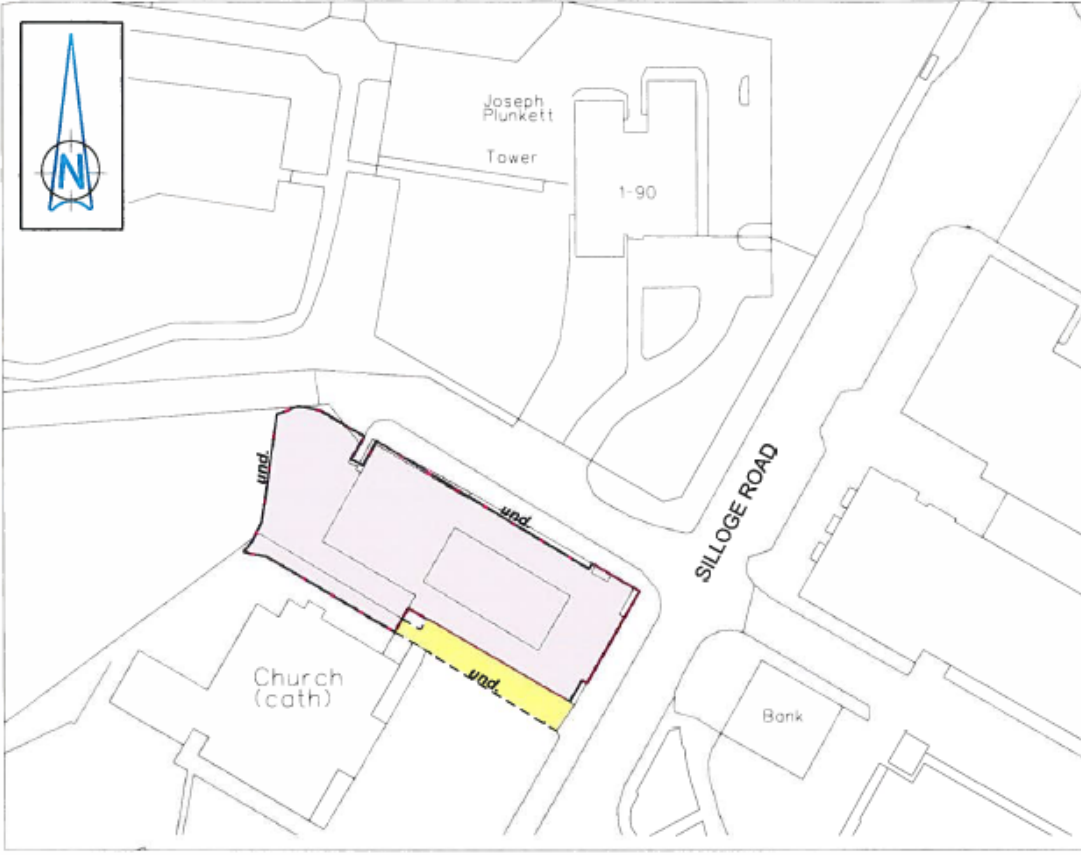 N
Joseph
Plunkett
Tower
1-90
und.
und.
SILLOGE ROAD
und.
Church
(cath)
Bank